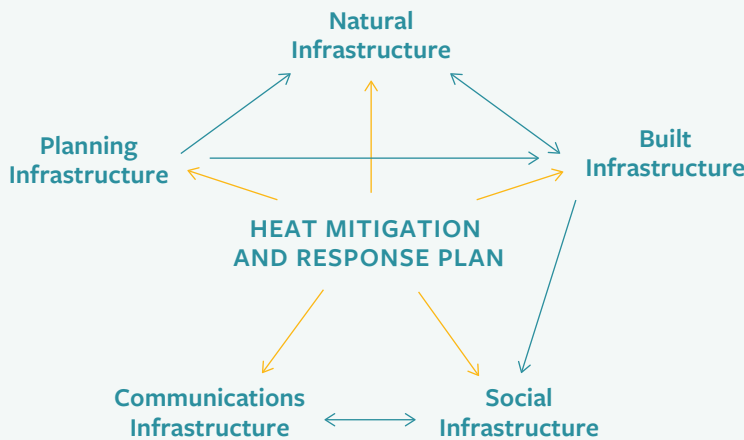 Natural
Infrastructure
Planning
Infrastructure
Built
Infrastructure
HEAT MITIGATION
AND RESPONSE PLAN
Communications
Infrastructure
Social
Infrastructure